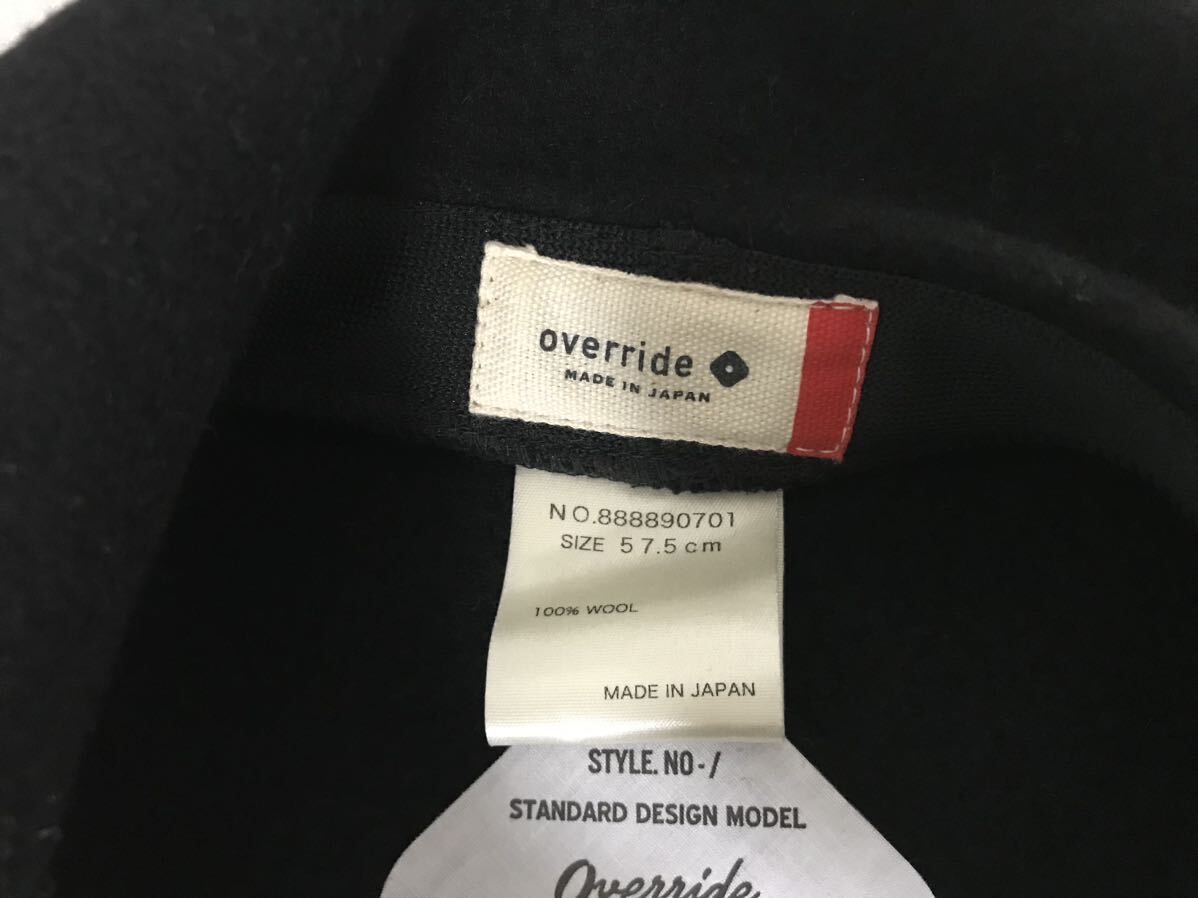 override
MADE IN JAPAN
NO.888890701
SIZE 57.5cm
100% WOOL
MADE IN JAPAN
STYLE. NO-/
STANDARD DESIGN MODEL
Override